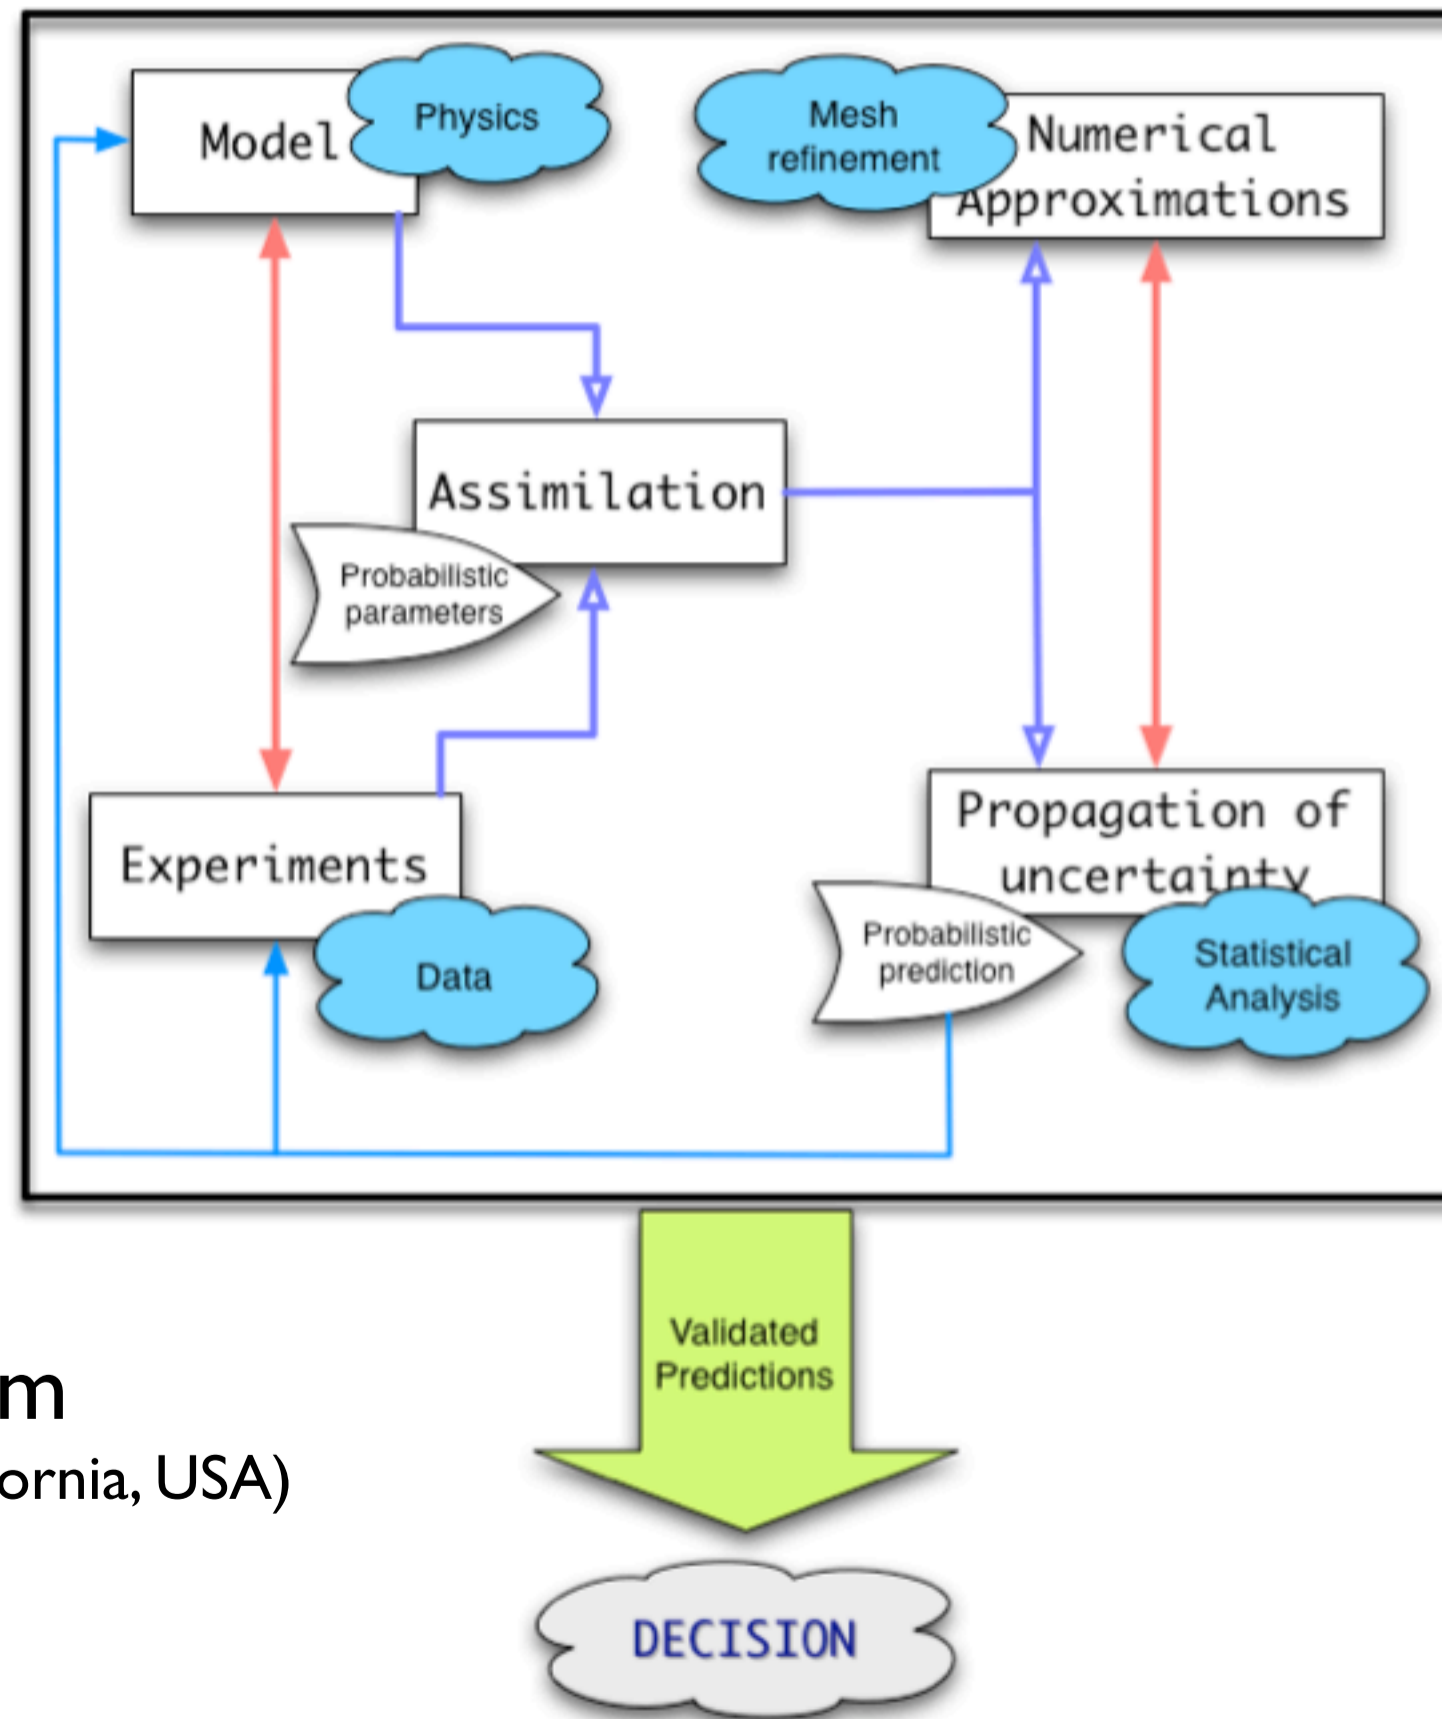 Model
Physics
Mesh
refinement
Numerical
Approximations
Assimilation
Probabilistic
parameters
Experiments
Data
Propagation of
uncertainty
Probabilistic
prediction
Statistical
Analysis
Validated
Predictions
m
ornia, USA)
DECISION